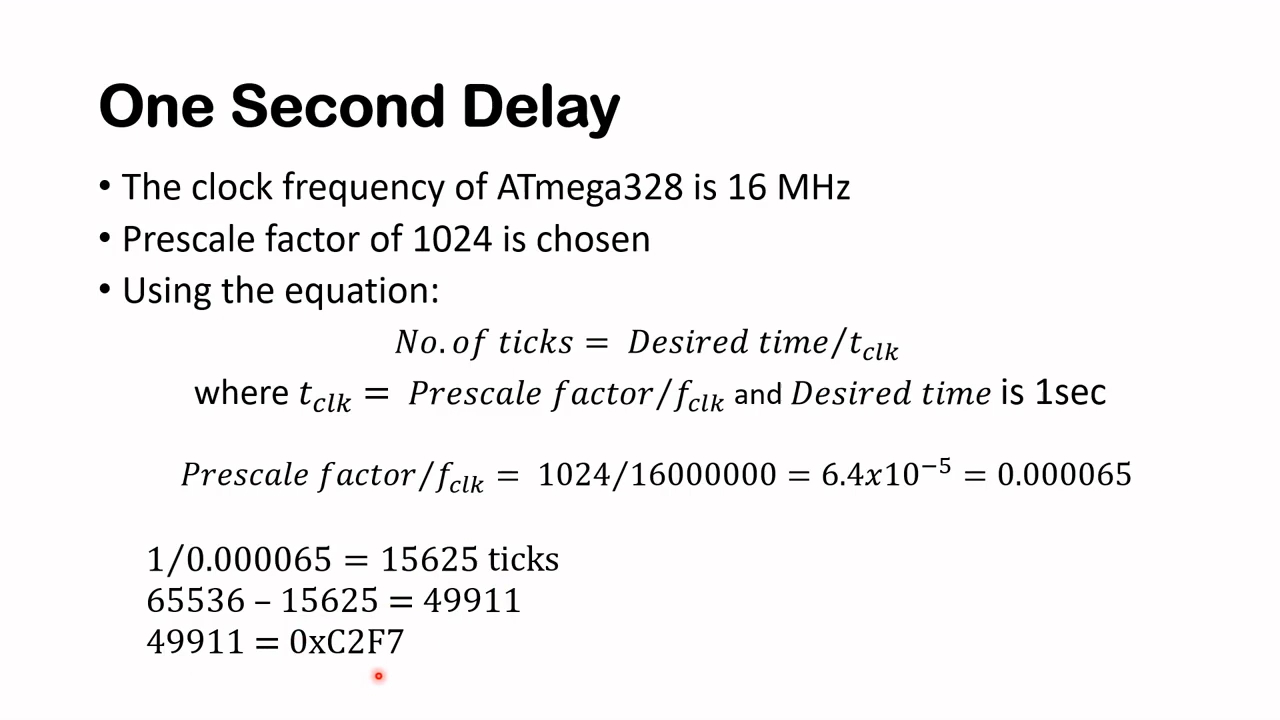 One Second Delay
• The clock frequency of ATmega328 is 16 MHz
• Prescale factor of 1024 is chosen
• Using the equation:
No. of ticks = Desired time/t_clk
where t_clk = Prescale factor/f_clk and Desired time is 1sec
Prescale factor/f_clk = 1024/16000000 = 6.4x10⁻⁵ = 0.000065
1/0.000065 = 15625 ticks
65536 – 15625 = 49911
49911 = 0xC2F7